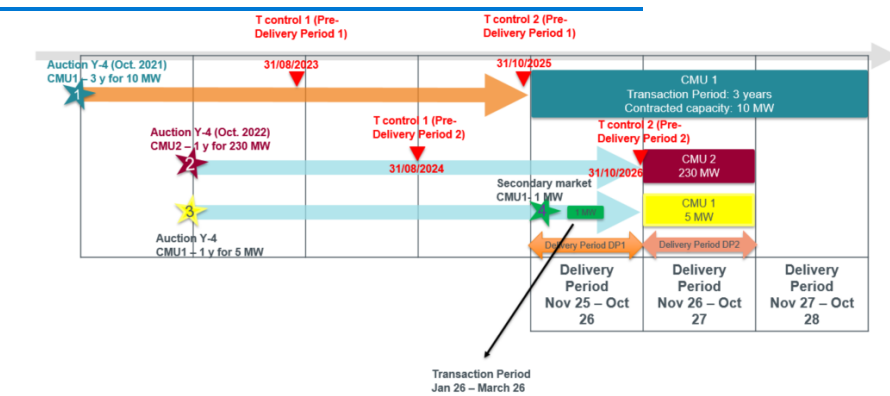 T control 1 (Pre-
Delivery Period 1)
T control 2 (Pre-
Delivery Period 1)
Auction Y-4 (Oct. 2021)
CMU1 – 3 y for 10 MW
31/08/2023
31/10/2025
1
CMU 1
Transaction Period: 3 years
Contracted capacity: 10 MW
T control 1 (Pre-
Delivery Period 2)
T control 2 (Pre-
Delivery Period 2)
Auction Y-4 (Oct. 2022)
CMU2 – 1 y for 230 MW
2
31/08/2024
31/10/2026
CMU 2
230 MW
Secondary market
CMU1- 1 MW
3
4
1 MW
CMU 1
5 MW
Auction Y-4
CMU1 – 1 y for 5 MW
Delivery Period DP1
Delivery Period DP2
Delivery
Period
Nov 25 – Oct
26
Delivery
Period
Nov 26 – Oct
27
Delivery
Period
Nov 27 – Oct
28
Transaction Period
Jan 26 – March 26